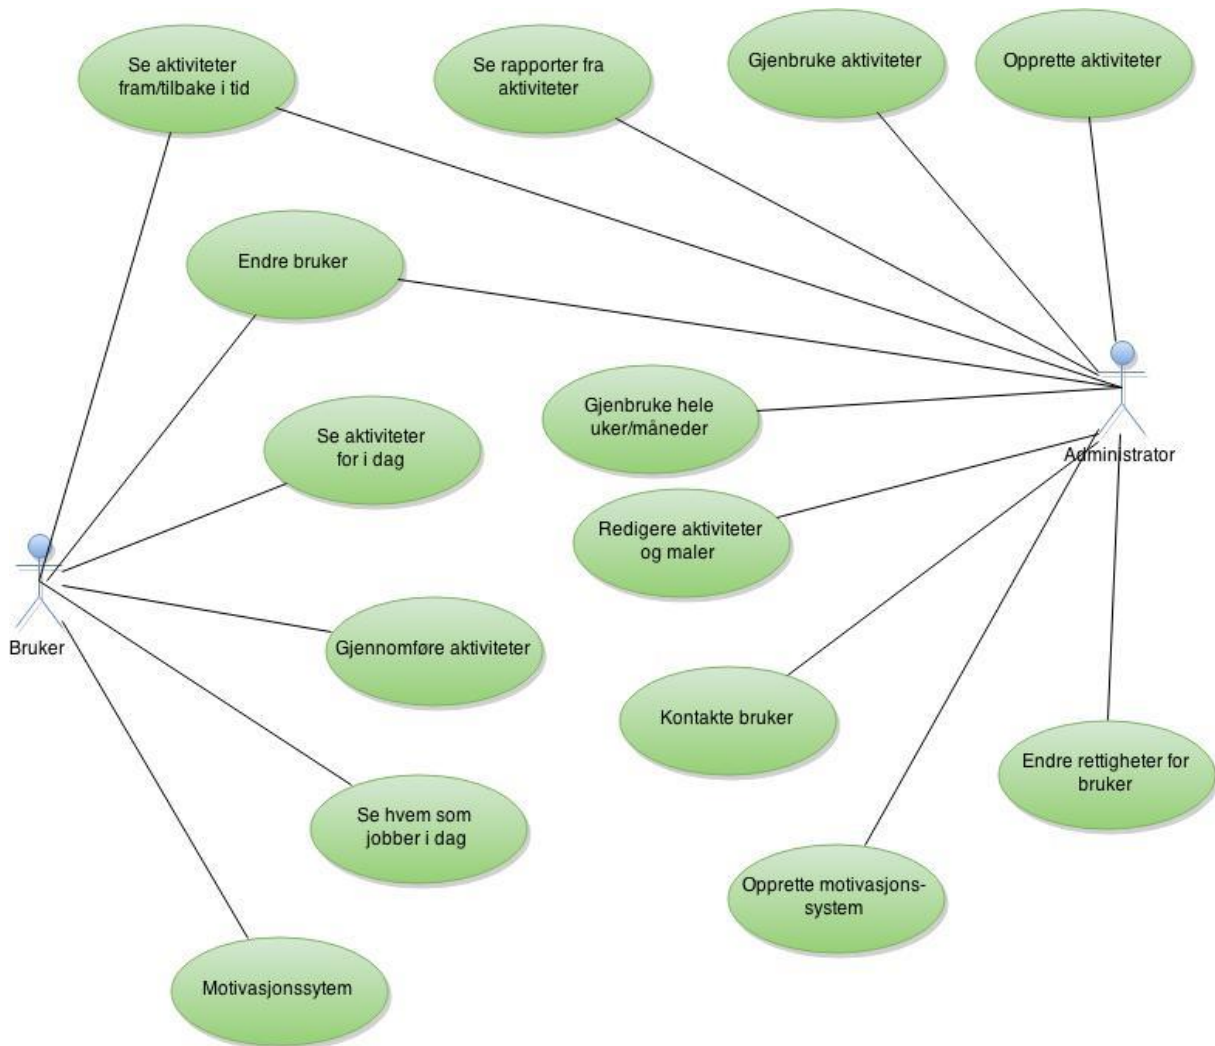 Se aktiviteter
fram/tilbake i tid
Se rapporter fra
aktiviteter
Gjenbruke aktiviteter
Opprette aktiviteter
Endre bruker
Gjenbruke hele
uker/måneder
Se aktiviteter
for i dag
Administrator
Redigere aktiviteter
og maler
Bruker
Gjennomføre aktiviteter
Kontakte bruker
Endre rettigheter for
bruker
Se hvem som
jobber i dag
Opprette motivasjons-
system
Motivasjonssytem